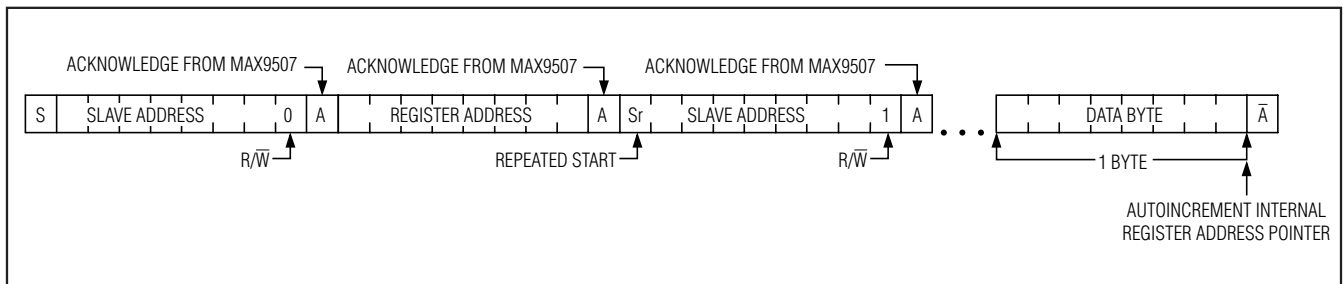 ACKNOWLEDGE FROM MAX9507 ACKNOWLEDGE FROM MAX9507 ACKNOWLEDGE FROM MAX9507
S SLAVE ADDRESS 0 A REGISTER ADDRESS A Sr SLAVE ADDRESS 1 A • • • DATA BYTE A̅
R/W̅ REPEATED START R/W̅ 1 BYTE
AUTOINCREMENT INTERNAL
REGISTER ADDRESS POINTER